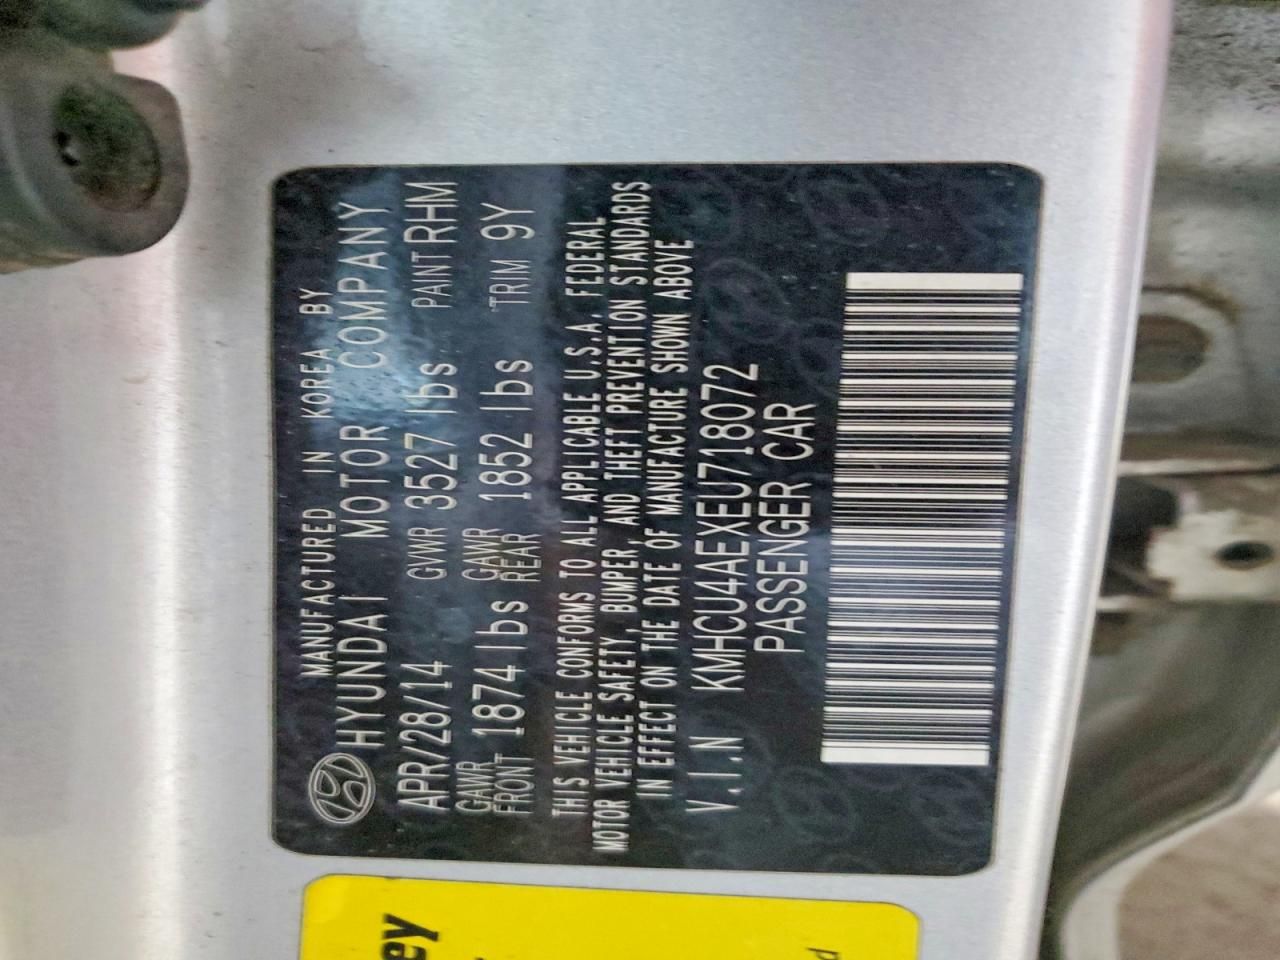 MANUFACTURED IN KOREA BY
HYUNDAI MOTOR COMPANY
APR/28/14 GVWR 3527 lbs PAINT RHM
GAWR FRONT 1874 lbs GAWR REAR 1852 lbs TRIM 9Y
THIS VEHICLE CONFORMS TO ALL APPLICABLE U.S.A. FEDERAL
MOTOR VEHICLE SAFETY, BUMPER, AND THEFT PREVENTION STANDARDS
IN EFFECT ON THE DATE OF MANUFACTURE SHOWN ABOVE
V.I.N KMHCU4AEXEU718072
PASSENGER CAR
ey